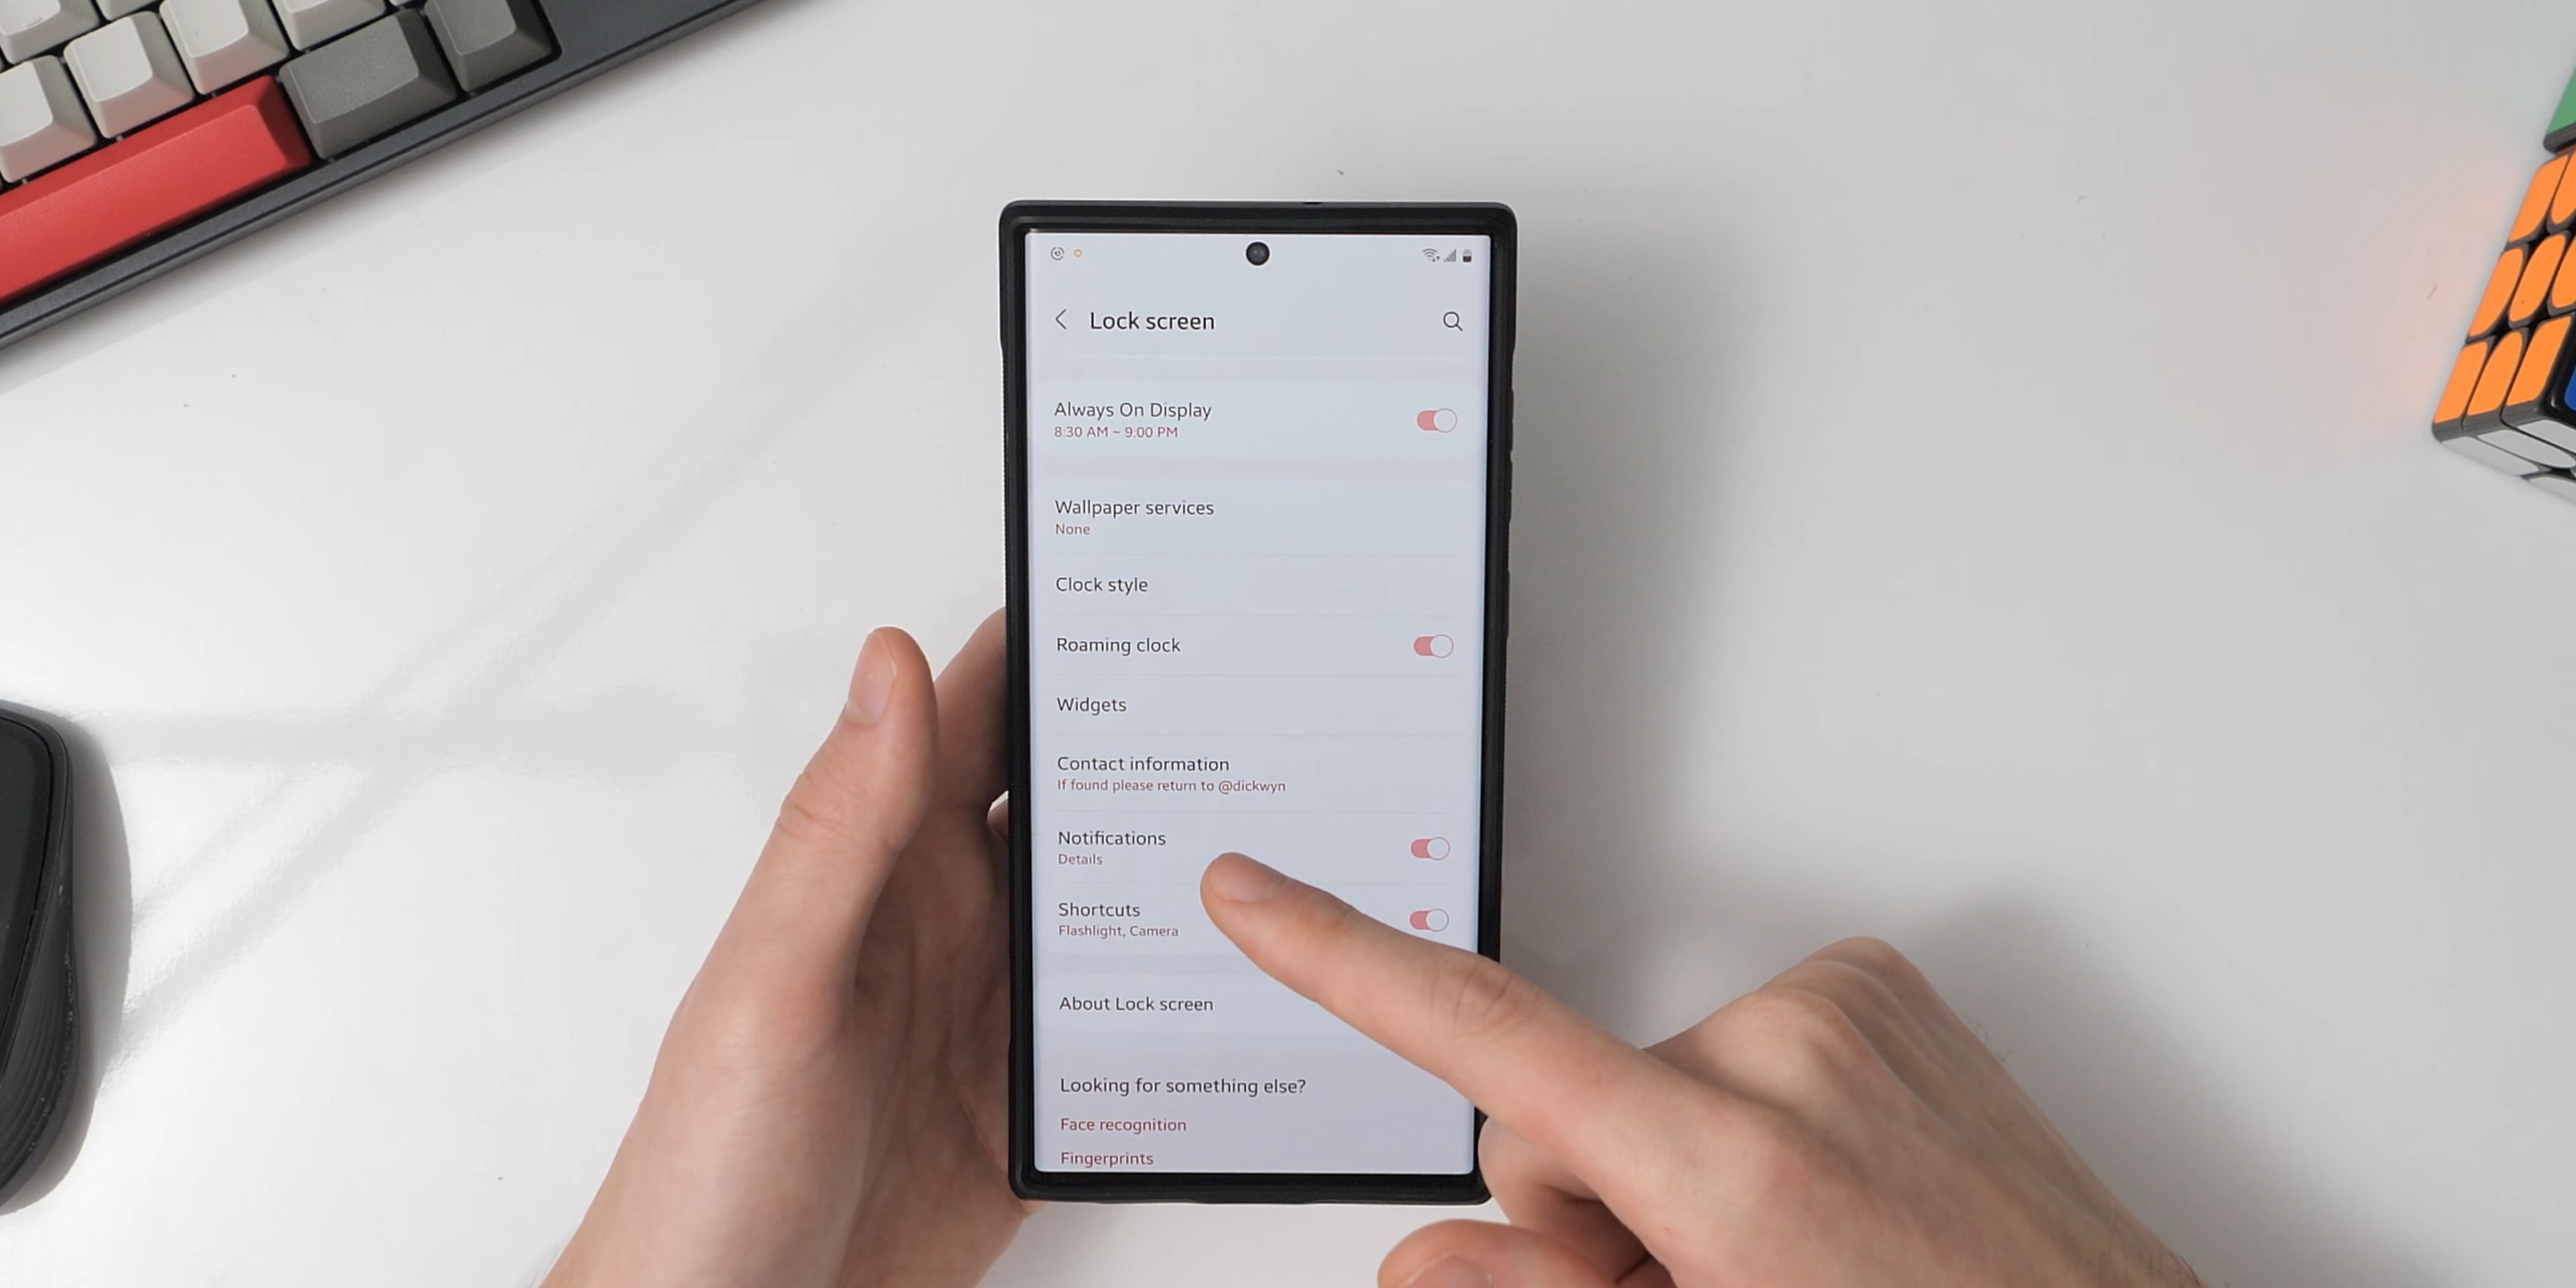 Lock screen
Always On Display
8:30 AM ~ 9:00 PM
Wallpaper services
None
Clock style
Roaming clock
Widgets
Contact information
If found please return to @dickwyn
Notifications
Details
Shortcuts
Flashlight, Camera
About Lock screen
Looking for something else?
Face recognition
Fingerprints